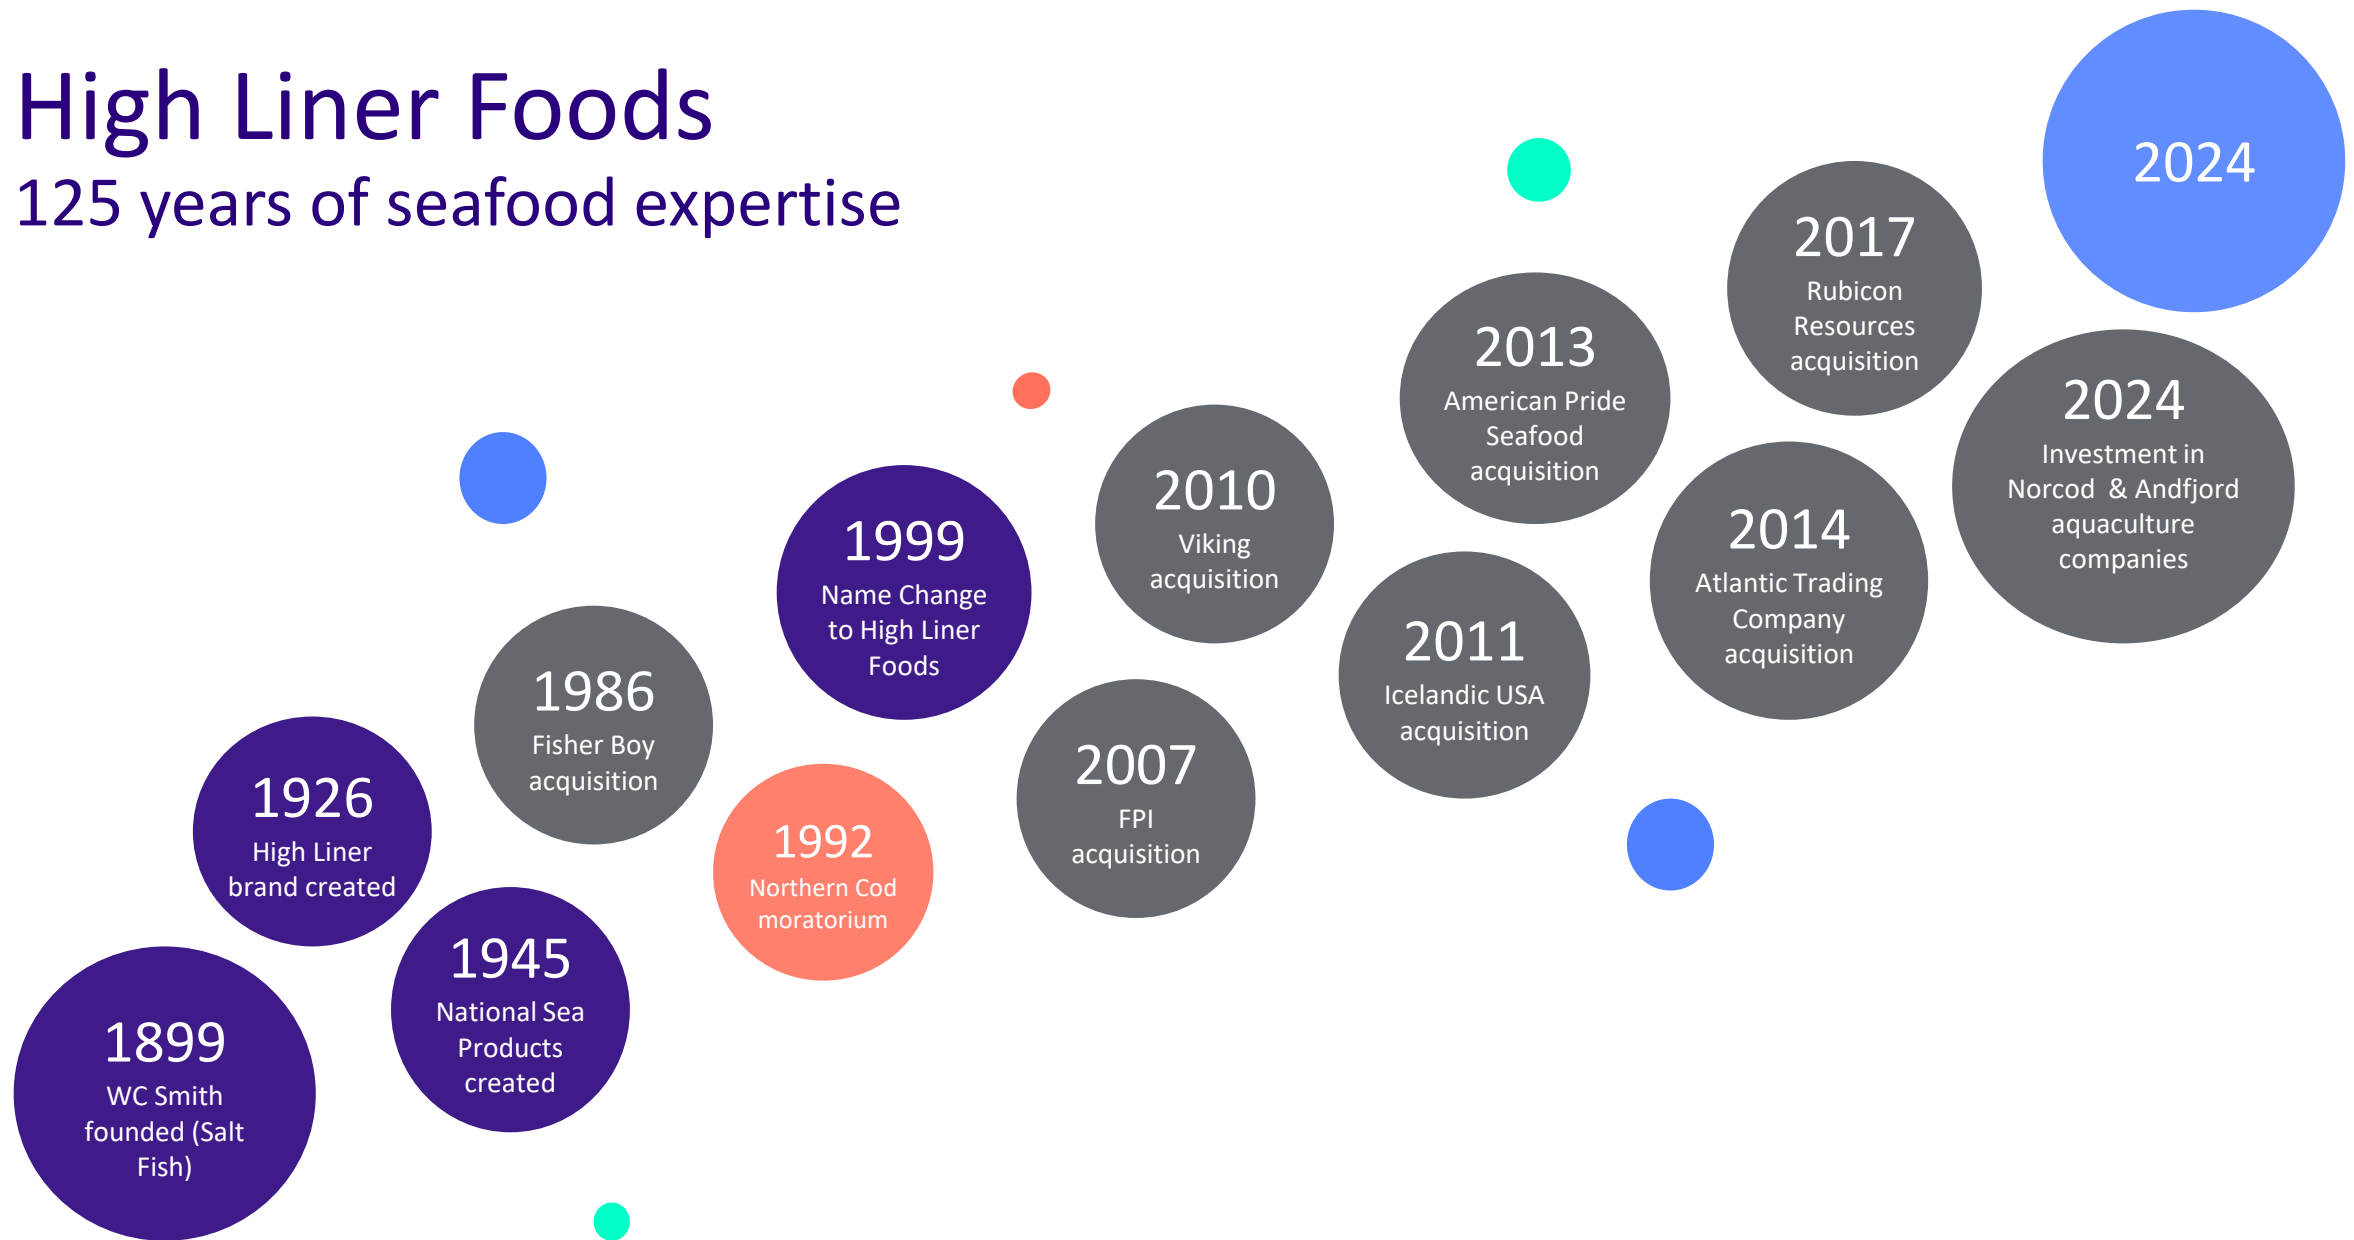 High Liner Foods
125 years of seafood expertise
1899
WC Smith
founded (Salt
Fish)
1926
High Liner
brand created
1945
National Sea
Products
created
1986
Fisher Boy
acquisition
1992
Northern Cod
moratorium
1999
Name Change
to High Liner
Foods
2007
FPI
acquisition
2010
Viking
acquisition
2011
Icelandic USA
acquisition
2013
American Pride
Seafood
acquisition
2014
Atlantic Trading
Company
acquisition
2017
Rubicon
Resources
acquisition
2024
Investment in
Norcod  & Andfjord
aquaculture
companies
2024